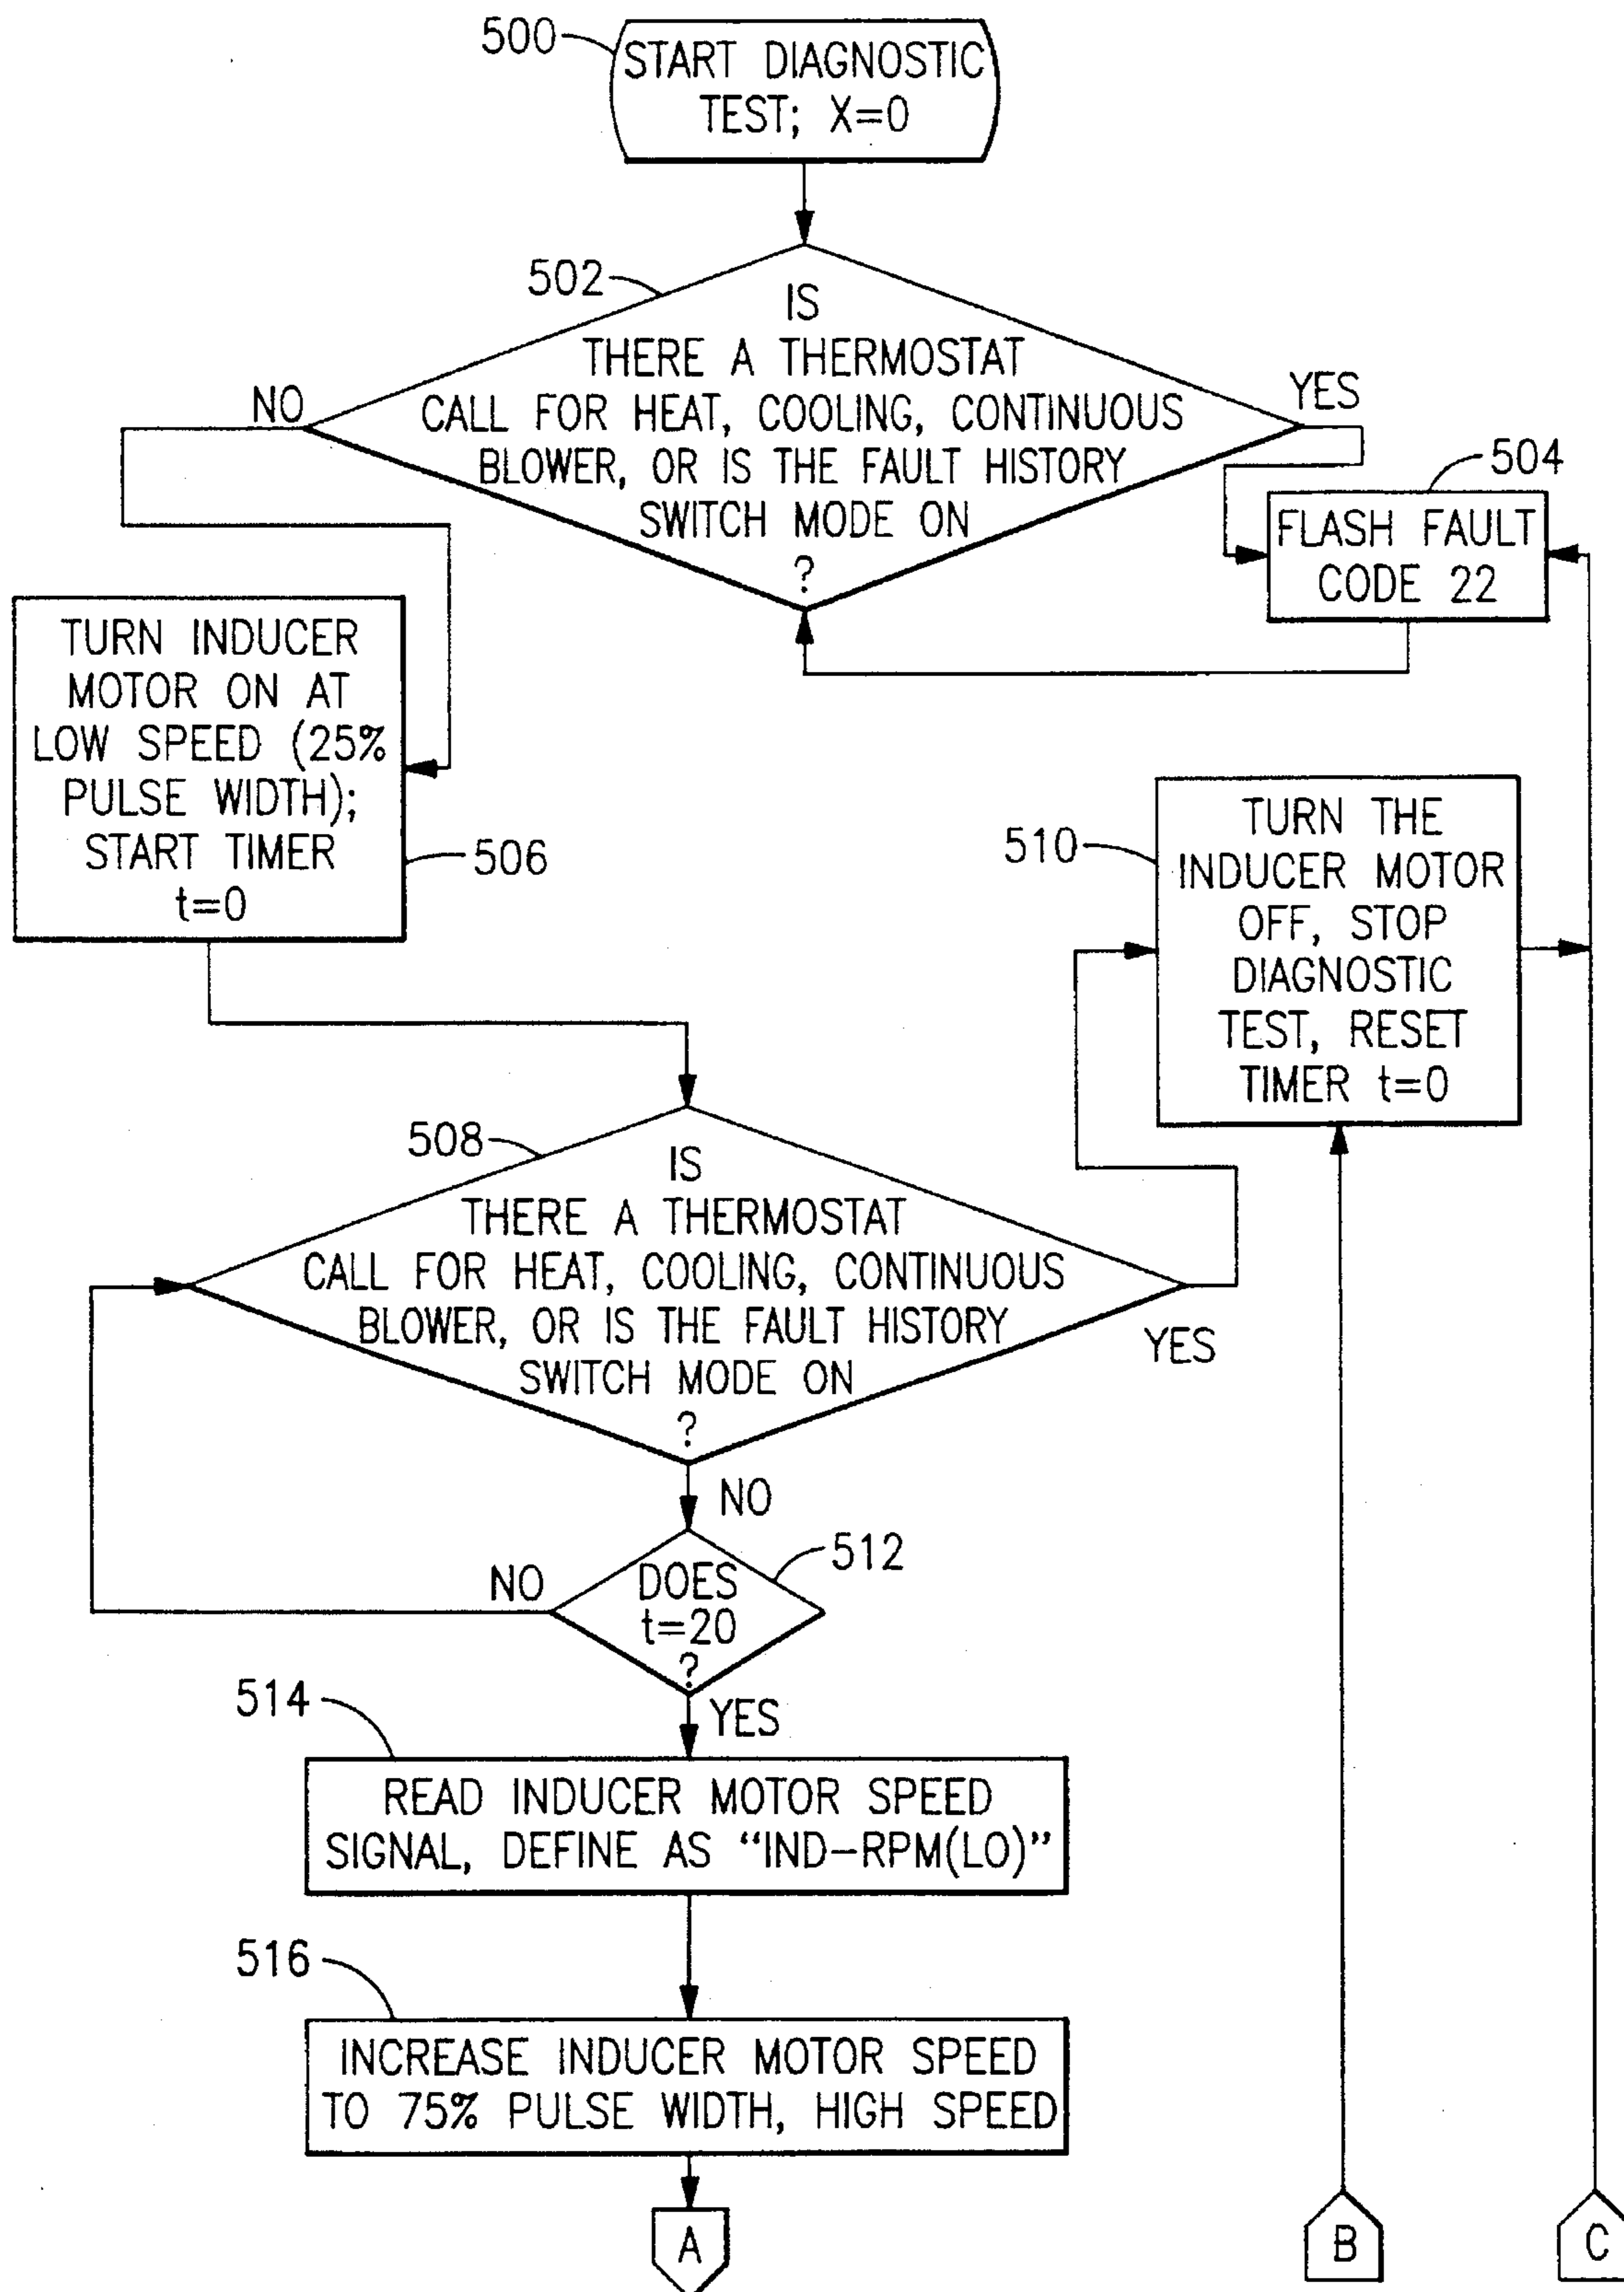 500
START DIAGNOSTIC
TEST; X=0
502
IS
THERE A THERMOSTAT
CALL FOR HEAT, COOLING, CONTINUOUS
BLOWER, OR IS THE FAULT HISTORY
SWITCH MODE ON
?
NO
YES
504
FLASH FAULT
CODE 22
TURN INDUCER
MOTOR ON AT
LOW SPEED (25%
PULSE WIDTH);
START TIMER
t=0
506
510
TURN THE
INDUCER MOTOR
OFF, STOP
DIAGNOSTIC
TEST, RESET
TIMER t=0
508
IS
THERE A THERMOSTAT
CALL FOR HEAT, COOLING, CONTINUOUS
BLOWER, OR IS THE FAULT HISTORY
SWITCH MODE ON
?
YES
NO
512
DOES
t=20
?
NO
YES
514
READ INDUCER MOTOR SPEED
SIGNAL, DEFINE AS “IND-RPM(LO)”
516
INCREASE INDUCER MOTOR SPEED
TO 75% PULSE WIDTH, HIGH SPEED
A
B
C